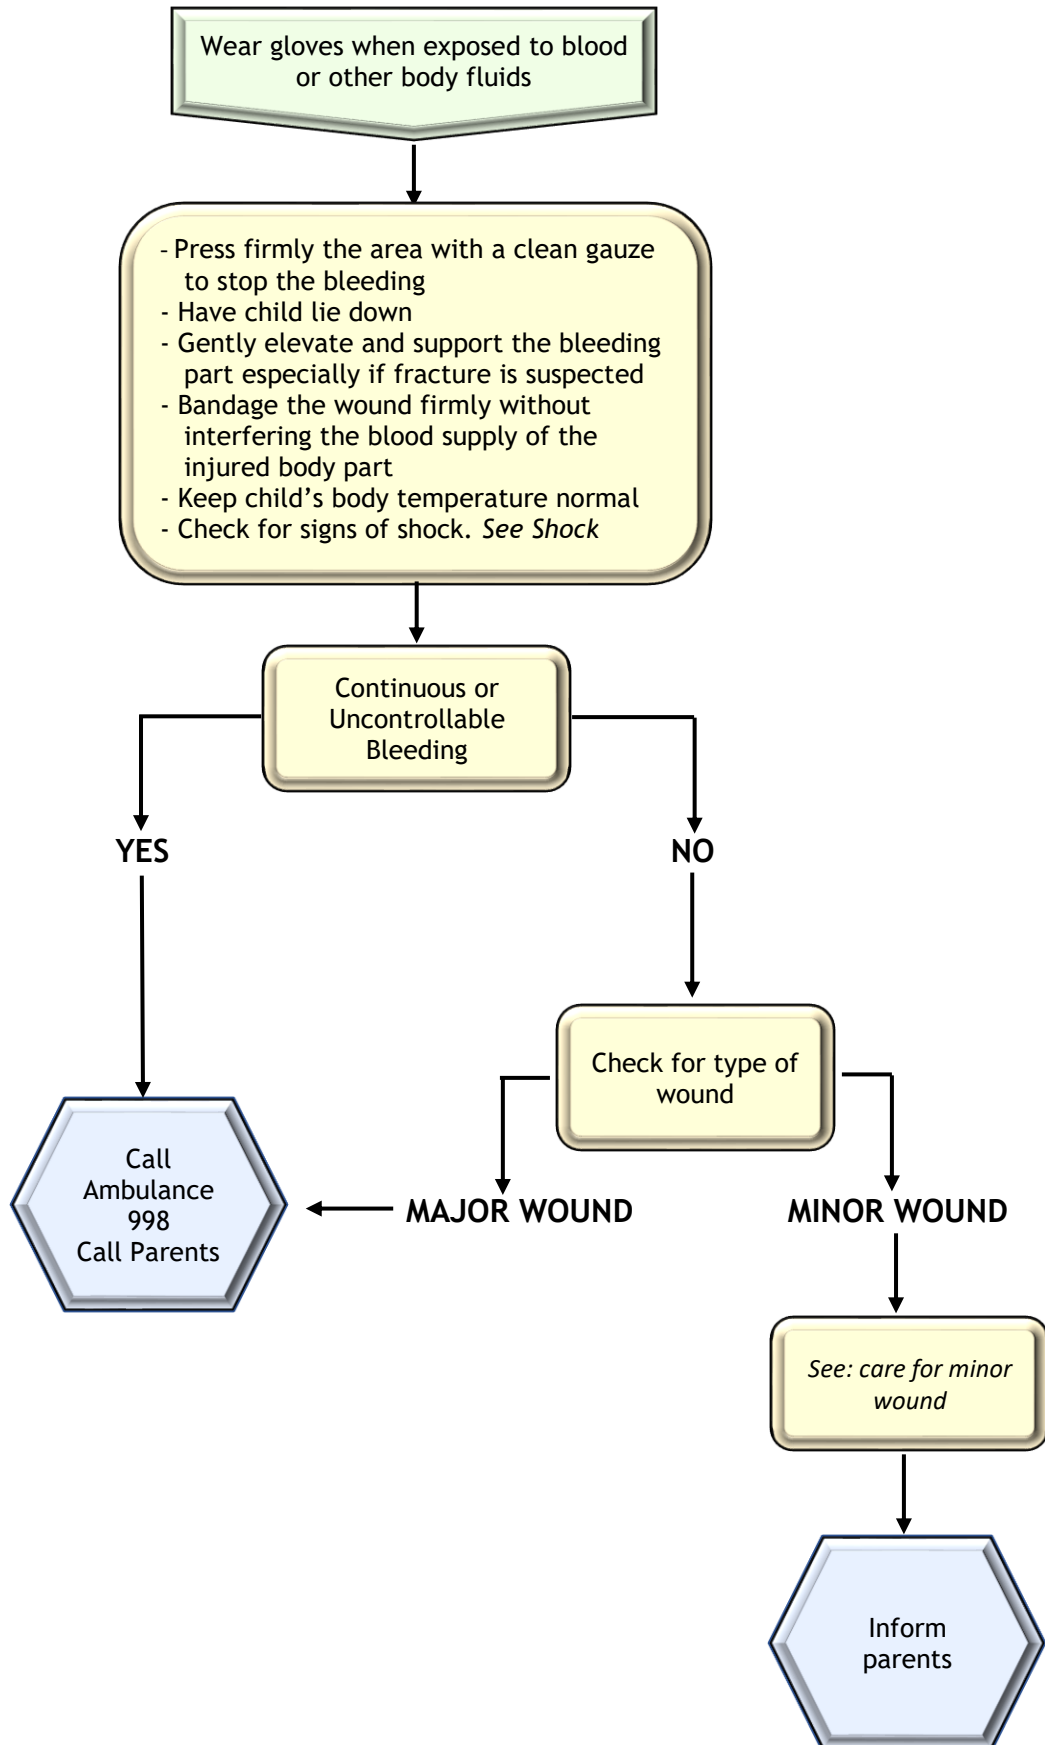 Wear gloves when exposed to blood
or other body fluids
- Press firmly the area with a clean gauze
to stop the bleeding
- Have child lie down
- Gently elevate and support the bleeding
part especially if fracture is suspected
- Bandage the wound firmly without
interfering the blood supply of the
injured body part
- Keep child’s body temperature normal
- Check for signs of shock. See Shock
Continuous or
Uncontrollable
Bleeding
YES
NO
Check for type of
wound
Call
Ambulance
998
Call Parents
MAJOR WOUND
MINOR WOUND
See: care for minor
wound
Inform
parents